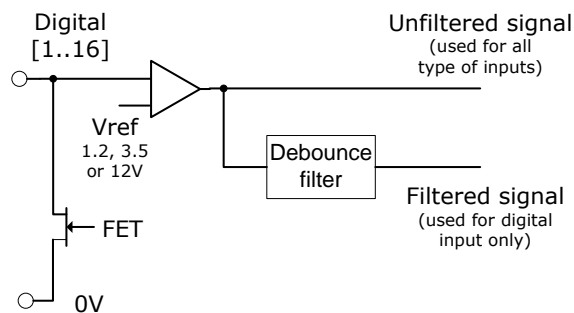 Digital
[1..16]
Unfiltered signal
(used for all
type of inputs)
Vref
1.2, 3.5
or 12V
Debounce
filter
Filtered signal
(used for digital
input only)
FET
0V